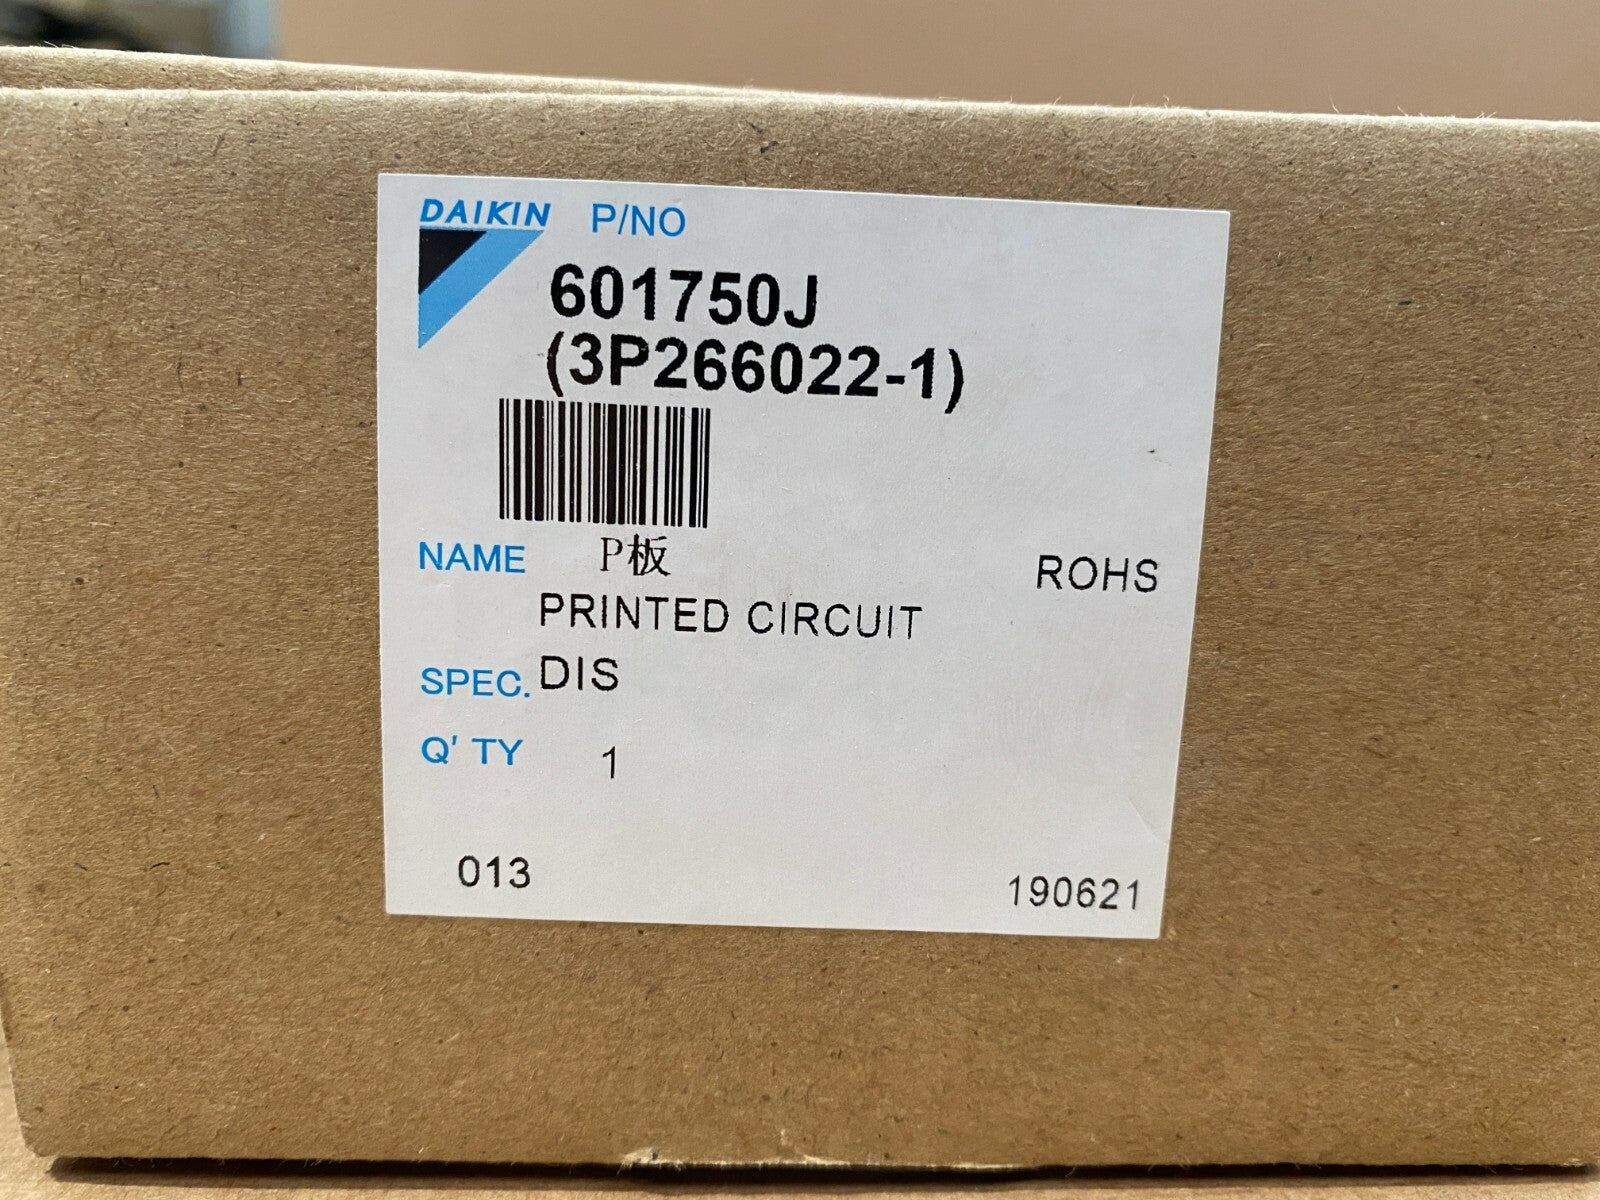 DAIKIN P/NO
601750J
(3P266022-1)
NAME P板 ROHS
PRINTED CIRCUIT
SPEC. DIS
Q' TY 1
013 190621